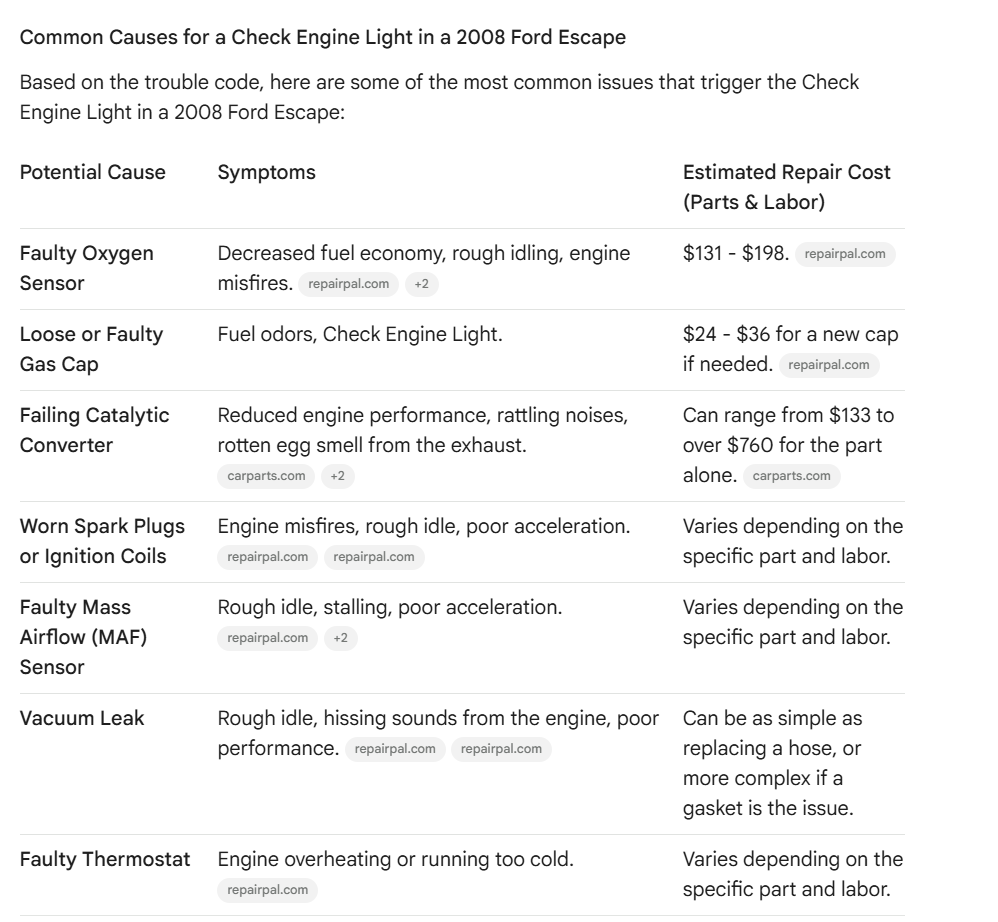 Common Causes for a Check Engine Light in a 2008 Ford Escape
Based on the trouble code, here are some of the most common issues that trigger the Check
Engine Light in a 2008 Ford Escape:
Potential Cause
Symptoms
Estimated Repair Cost
(Parts & Labor)
Faulty Oxygen
Sensor
Decreased fuel economy, rough idling, engine
misfires. repairpal.com +2
$131 - $198. repairpal.com
Loose or Faulty
Gas Cap
Fuel odors, Check Engine Light.
$24 - $36 for a new cap
if needed. repairpal.com
Failing Catalytic
Converter
Reduced engine performance, rattling noises,
rotten egg smell from the exhaust.
carparts.com +2
Can range from $133 to
over $760 for the part
alone. carparts.com
Worn Spark Plugs
or Ignition Coils
Engine misfires, rough idle, poor acceleration.
repairpal.com repairpal.com
Varies depending on the
specific part and labor.
Faulty Mass
Airflow (MAF)
Sensor
Rough idle, stalling, poor acceleration.
repairpal.com +2
Varies depending on the
specific part and labor.
Vacuum Leak
Rough idle, hissing sounds from the engine, poor
performance. repairpal.com repairpal.com
Can be as simple as
replacing a hose, or
more complex if a
gasket is the issue.
Faulty Thermostat
Engine overheating or running too cold.
repairpal.com
Varies depending on the
specific part and labor.